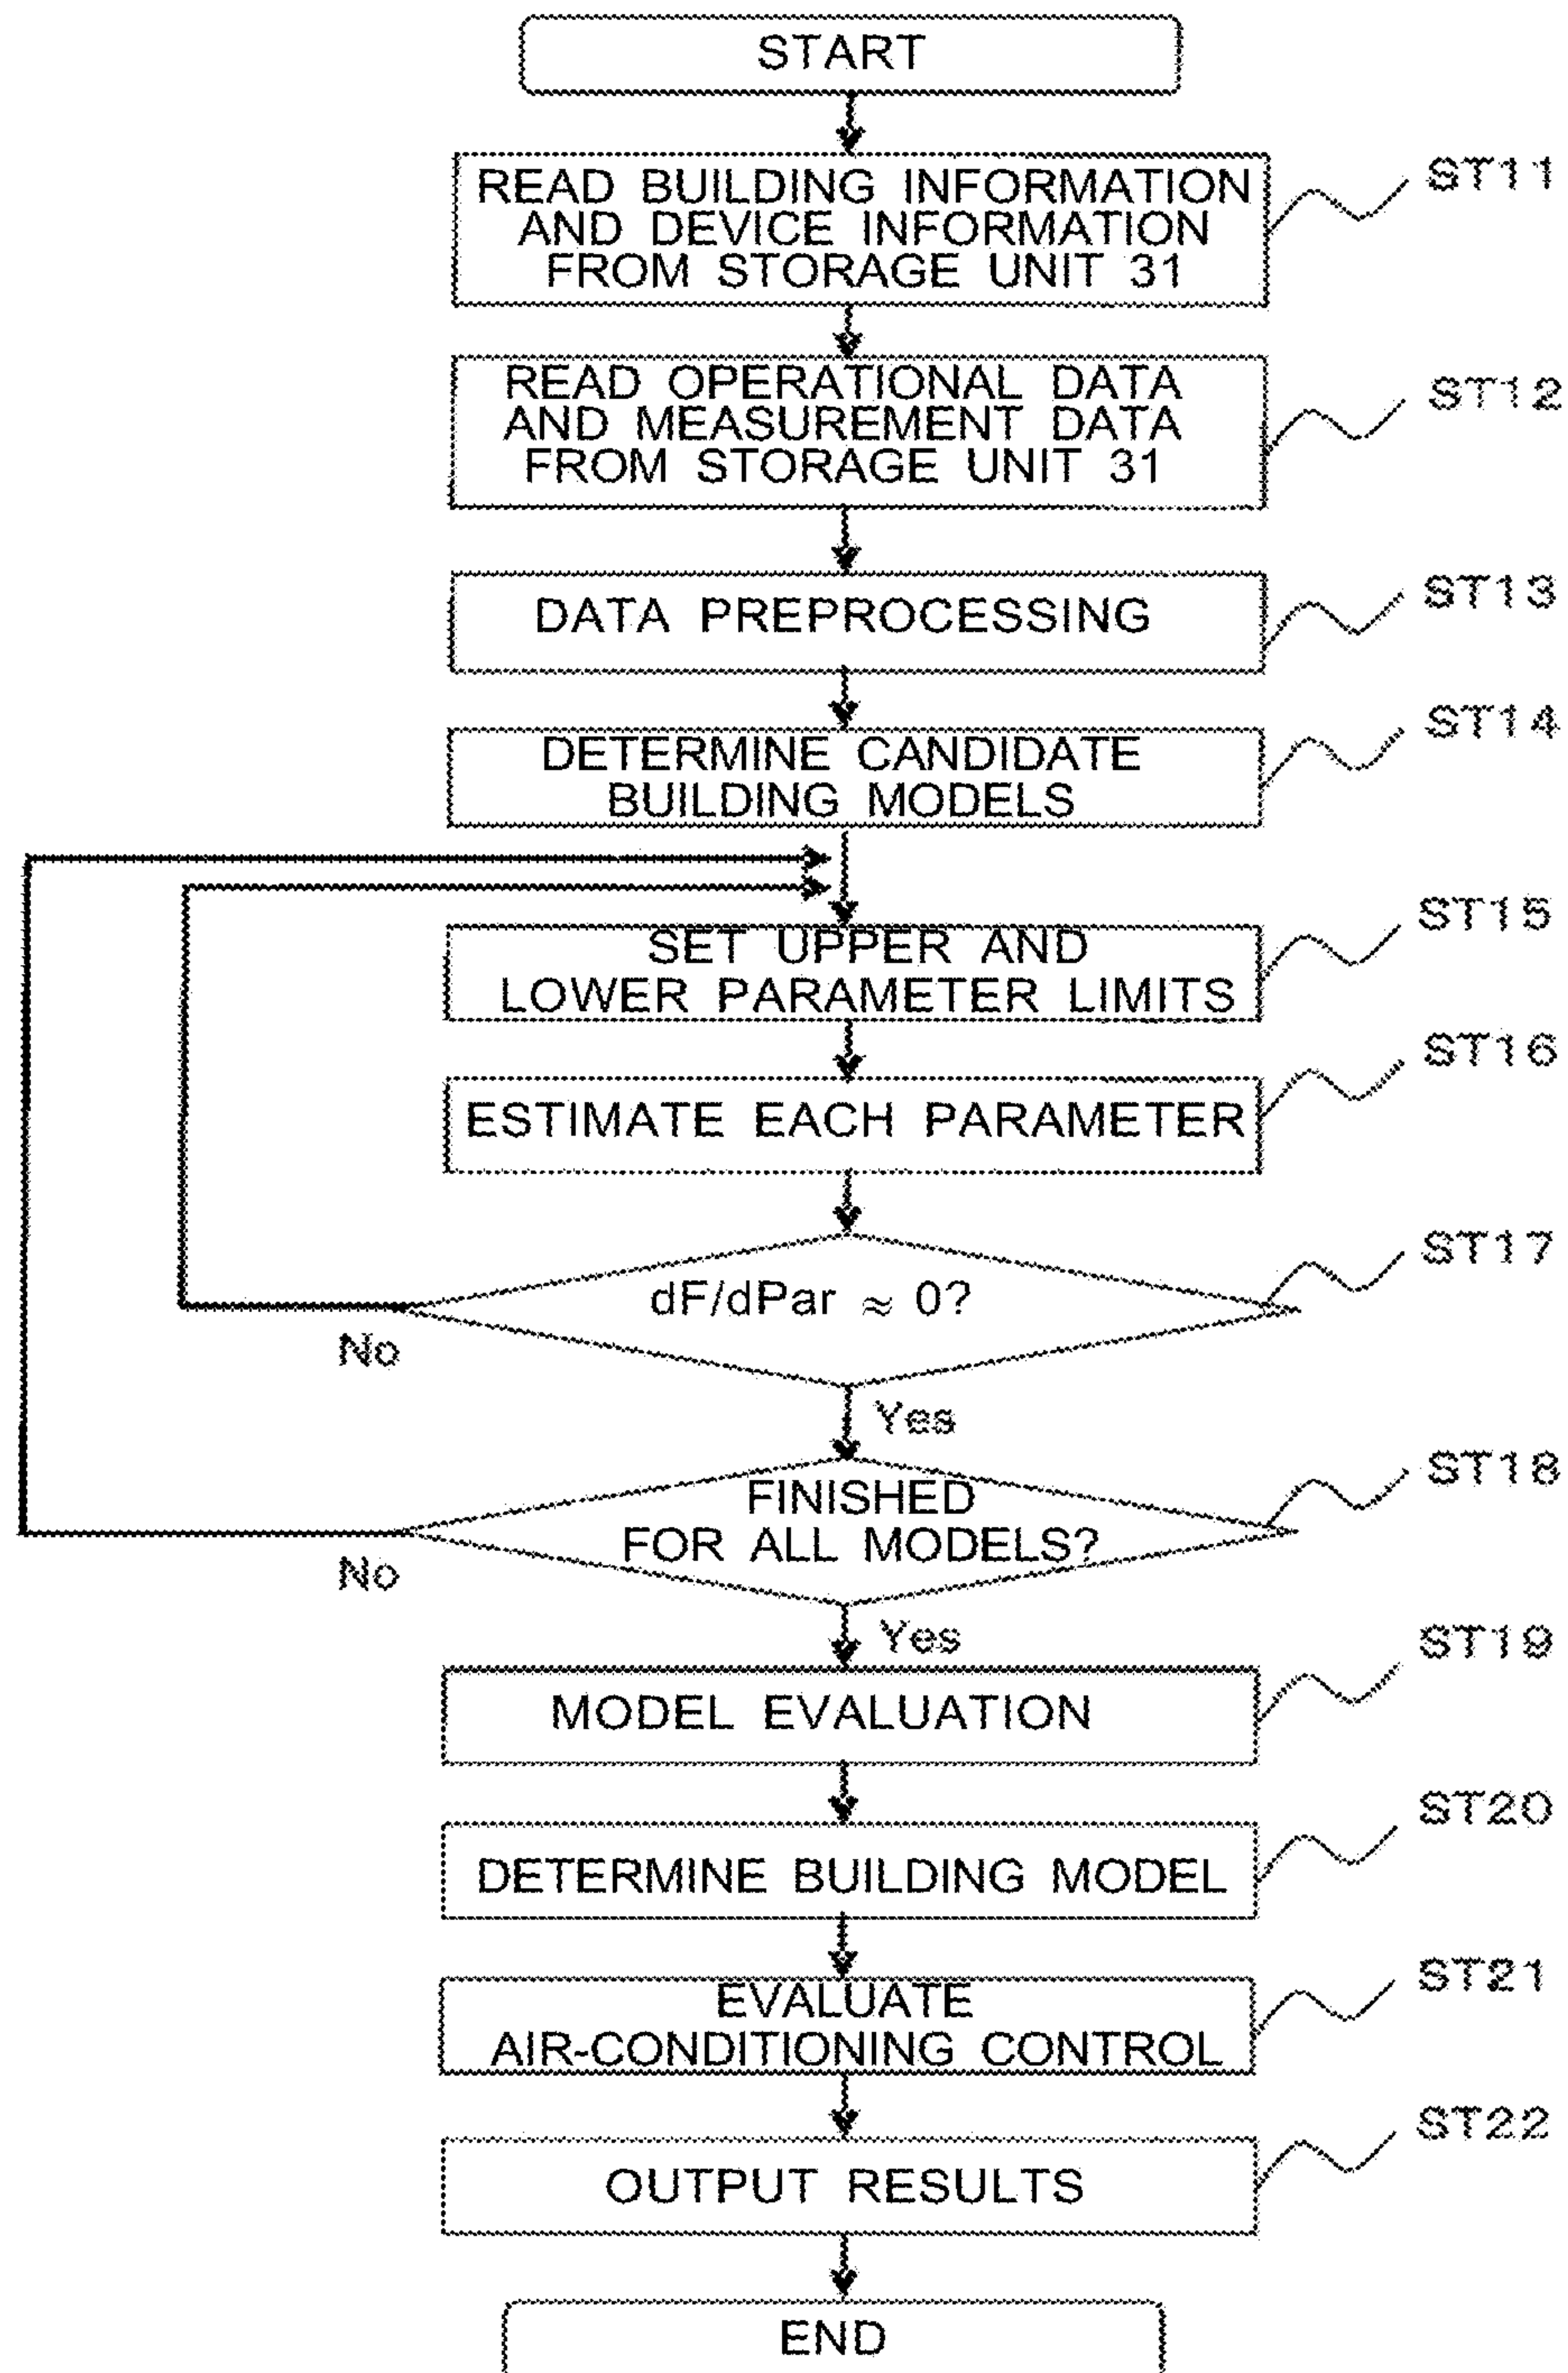 START
READ BUILDING INFORMATION
AND DEVICE INFORMATION
FROM STORAGE UNIT 31
ST11
READ OPERATIONAL DATA
AND MEASUREMENT DATA
FROM STORAGE UNIT 31
ST12
DATA PREPROCESSING
ST13
DETERMINE CANDIDATE
BUILDING MODELS
ST14
SET UPPER AND
LOWER PARAMETER LIMITS
ST15
ESTIMATE EACH PARAMETER
ST16
dF/dPar ≈ 0?
ST17
No
Yes
FINISHED
FOR ALL MODELS?
ST18
No
Yes
MODEL EVALUATION
ST19
DETERMINE BUILDING MODEL
ST20
EVALUATE
AIR-CONDITIONING CONTROL
ST21
OUTPUT RESULTS
ST22
END